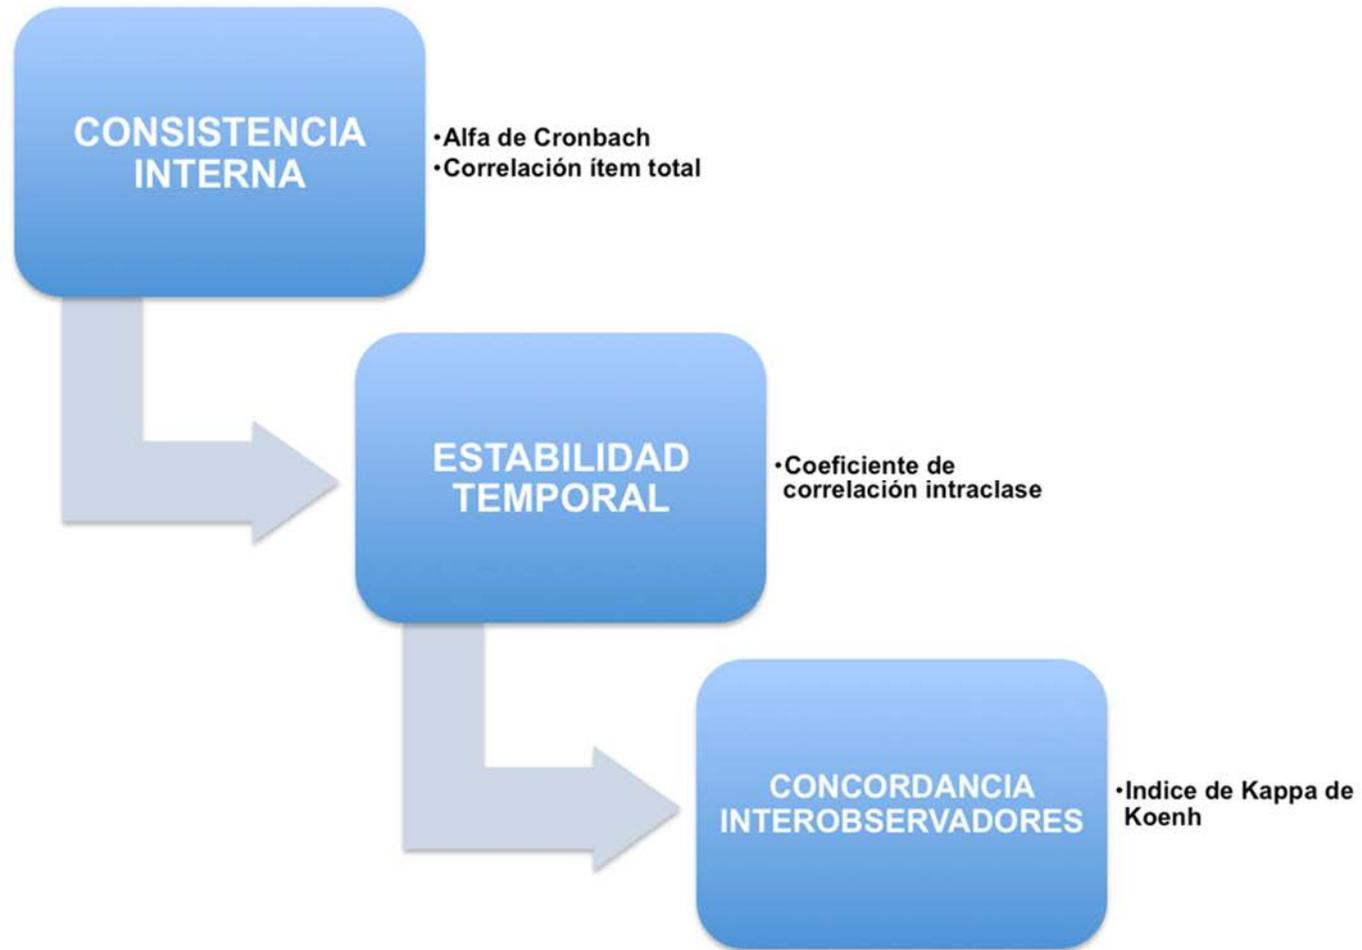 CONSISTENCIA
INTERNA
•Alfa de Cronbach
•Correlación ítem total
ESTABILIDAD
TEMPORAL
•Coeficiente de
correlación intraclase
CONCORDANCIA
INTEROBSERVADORES
•Indice de Kappa de
Koenh